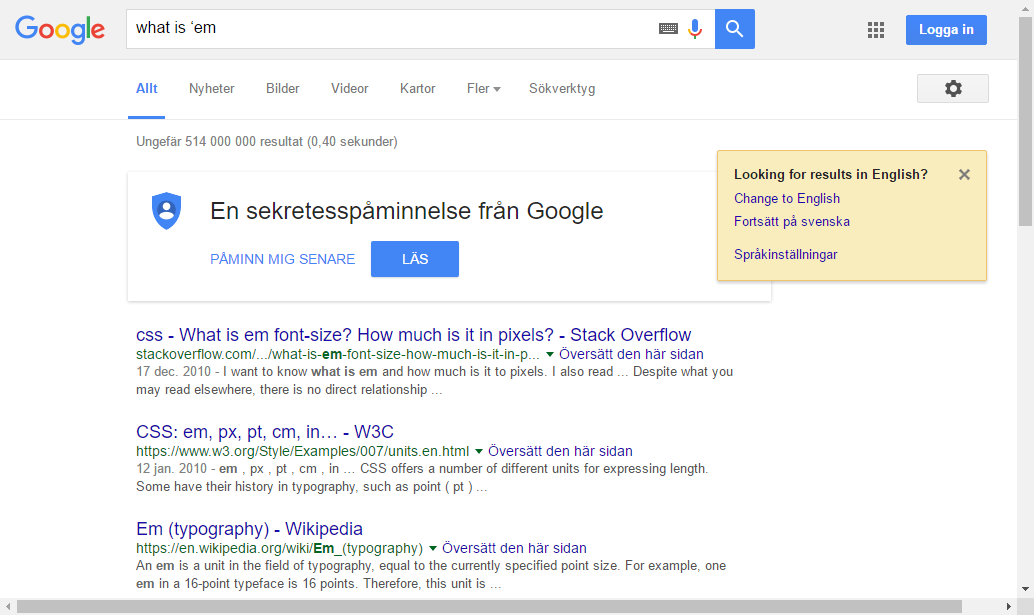 Google
what is ‘em
Logga in
Allt Nyheter Bilder Videor Kartor Fler Sökverktyg
Ungefär 514 000 000 resultat (0,40 sekunder)
En sekretesspåminnelse från Google
PÅMINN MIG SENARE LÄS
Looking for results in English?
Change to English
Fortsätt på svenska
Språkinställningar
css - What is em font-size? How much is it in pixels? - Stack Overflow
stackoverflow.com/.../what-is-em-font-size-how-much-is-it-in-p... Översätt den här sidan
17 dec. 2010 - I want to know what is em and how much is it to pixels. I also read ... Despite what you
may read elsewhere, there is no direct relationship ...
CSS: em, px, pt, cm, in… - W3C
https://www.w3.org/Style/Examples/007/units.en.html Översätt den här sidan
12 jan. 2010 - em , px , pt , cm , in ... CSS offers a number of different units for expressing length.
Some have their history in typography, such as point ( pt ) ...
Em (typography) - Wikipedia
https://en.wikipedia.org/wiki/Em_(typography) Översätt den här sidan
An em is a unit in the field of typography, equal to the currently specified point size. For example, one
em in a 16-point typeface is 16 points. Therefore, this unit is ...